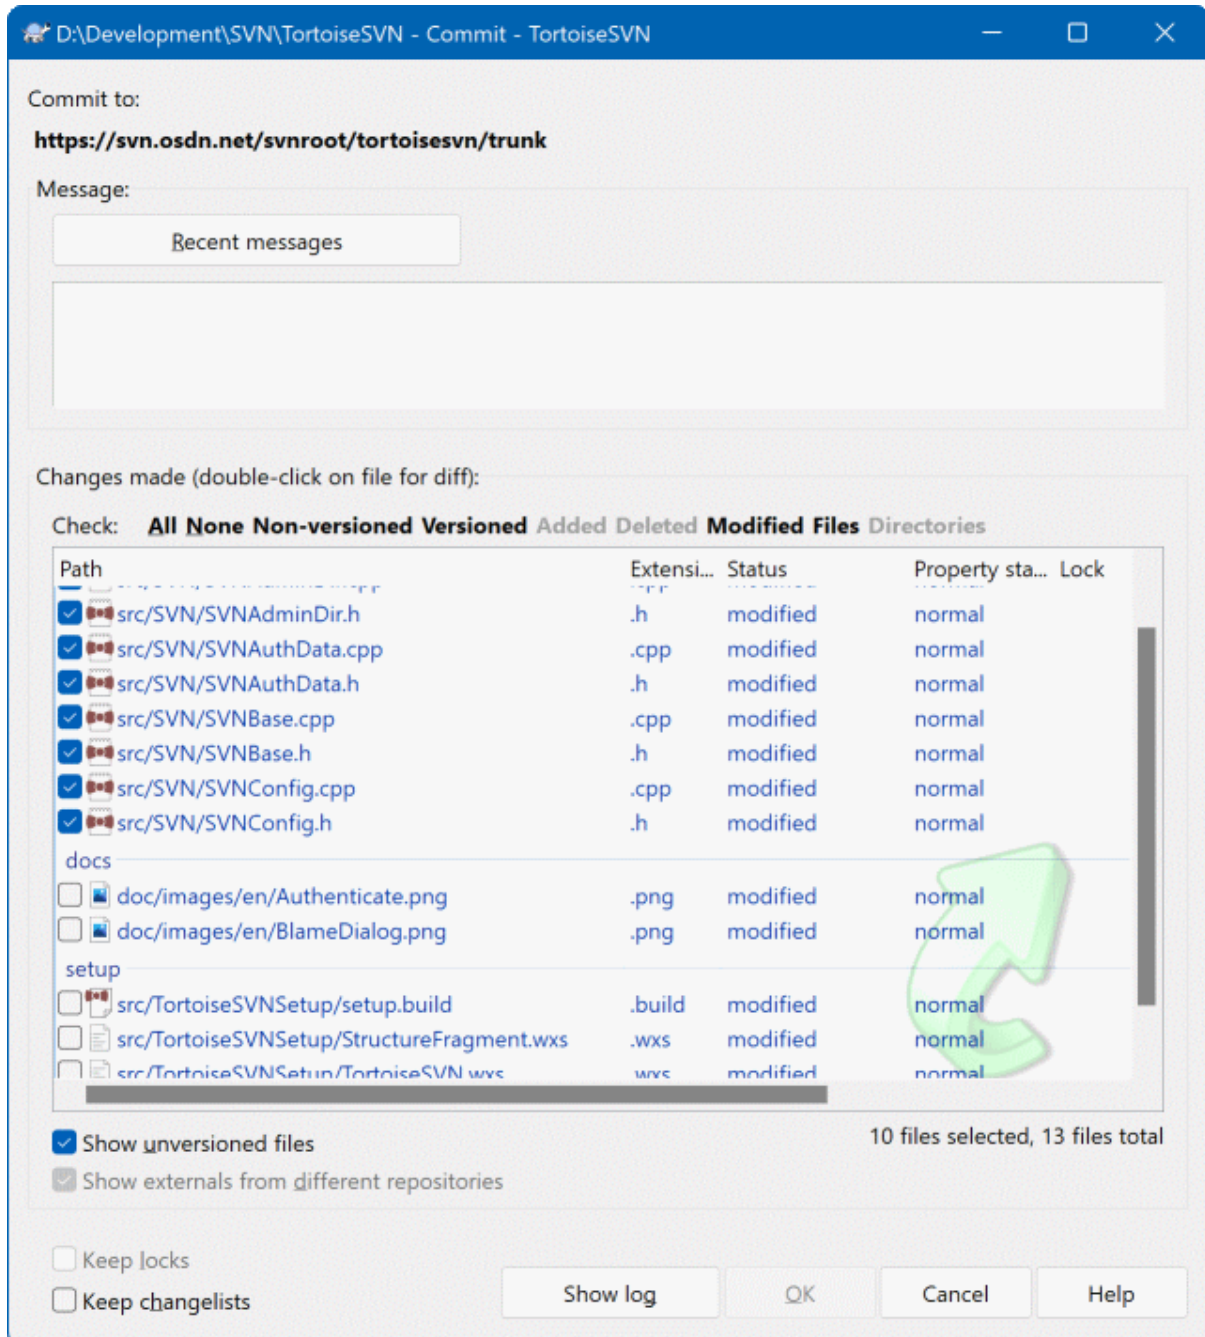 D:\Development\SVN\TortoiseSVN - Commit - TortoiseSVN
Commit to:
https://svn.osdn.net/svnroot/tortoisesvn/trunk
Message:
Recent messages
Changes made (double-click on file for diff):
Check: All None Non-versioned Versioned Added Deleted Modified Files Directories
Path Extensi... Status Property sta... Lock
src/SVN/SVNAdminDir.h .h modified normal
src/SVN/SVNAuthData.cpp .cpp modified normal
src/SVN/SVNAuthData.h .h modified normal
src/SVN/SVNBase.cpp .cpp modified normal
src/SVN/SVNBase.h .h modified normal
src/SVN/SVNConfig.cpp .cpp modified normal
src/SVN/SVNConfig.h .h modified normal
docs
doc/images/en/Authenticate.png .png modified normal
doc/images/en/BlameDialog.png .png modified normal
setup
src/TortoiseSVNSetup/setup.build .build modified normal
src/TortoiseSVNSetup/StructureFragment.wxs .wxs modified normal
src/TortoiseSVNSetup/TortoiseSVN.wxs .wxs modified normal
Show unversioned files
10 files selected, 13 files total
Show externals from different repositories
Keep locks
Keep changelists
Show log OK Cancel Help